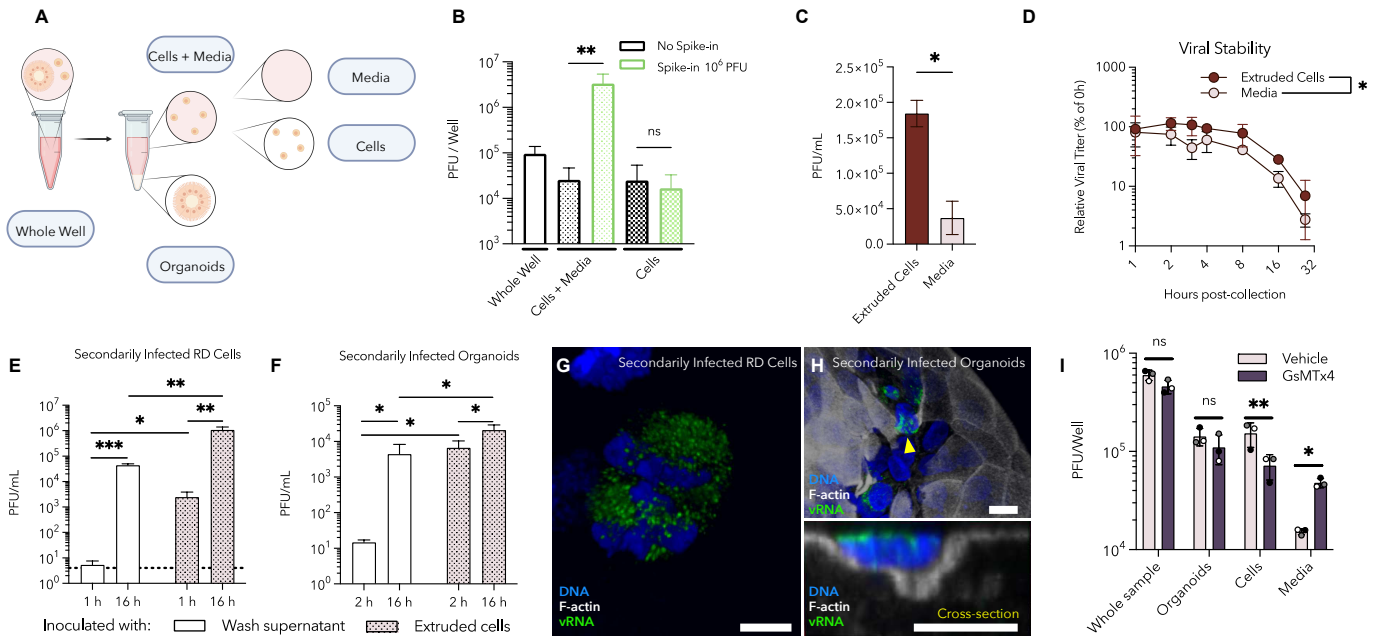 A
Whole Well
Cells + Media
Organoids
Media
Cells
B
No Spike-in
Spike-in 10⁶ PFU
**
ns
PFU / Well
10⁷
10⁶
10⁵
10⁴
10³
Whole Well
Cells + Media
Cells
C
*
PFU/mL
2.5×10⁵
2.0×10⁵
1.5×10⁵
1.0×10⁵
5.0×10⁴
0.0
Extruded Cells
Media
D
Viral Stability
Extruded Cells
Media
*
Relative Viral Titer (% of 0h)
1000
100
10
1
1 2 4 8 16 32
Hours post-collection
E
Secondarily Infected RD Cells
**
*
**
***
PFU/mL
10⁷
10⁶
10⁵
10⁴
10³
10²
10¹
10⁰
1 h 16 h 1 h 16 h
F
Secondarily Infected Organoids
*
*
*
*
PFU/mL
10⁵
10⁴
10³
10²
10¹
10⁰
2 h 16 h 2 h 16 h
Inoculated with: Wash supernatant Extruded cells
G
Secondarily Infected RD Cells
DNA
F-actin
vRNA
H
Secondarily Infected Organoids
DNA
F-actin
vRNA
DNA
F-actin
vRNA
Cross-section
I
Vehicle
GsMTx4
ns
ns
**
*
PFU/Well
10⁶
10⁵
10⁴
Whole sample
Organoids
Cells
Media